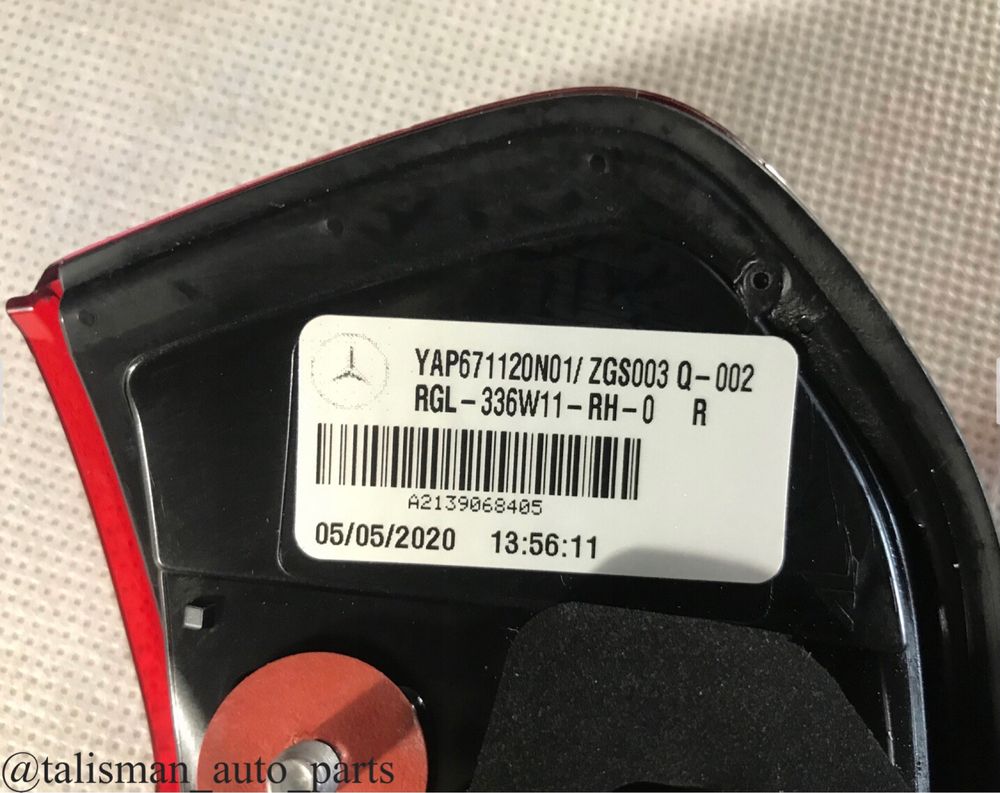 YAP671120N01/ ZGS003 Q-002
RGL-336W11-RH-0 R
A2139068405
05/05/2020 13:56:11
@talisman_auto_parts